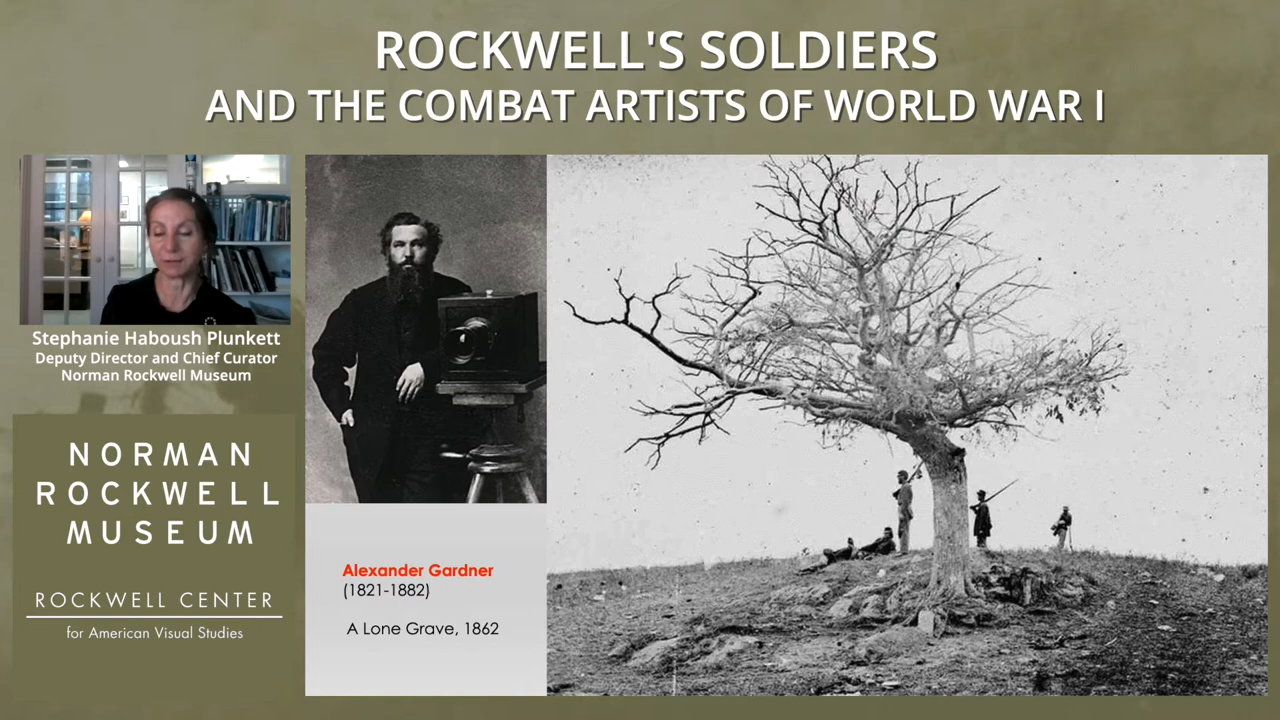 ROCKWELL'S SOLDIERS
AND THE COMBAT ARTISTS OF WORLD WAR I
Stephanie Haboush Plunkett
Deputy Director and Chief Curator
Norman Rockwell Museum
NORMAN
ROCKWELL
MUSEUM
ROCKWELL CENTER
for American Visual Studies
Alexander Gardner
(1821-1882)
A Lone Grave, 1862